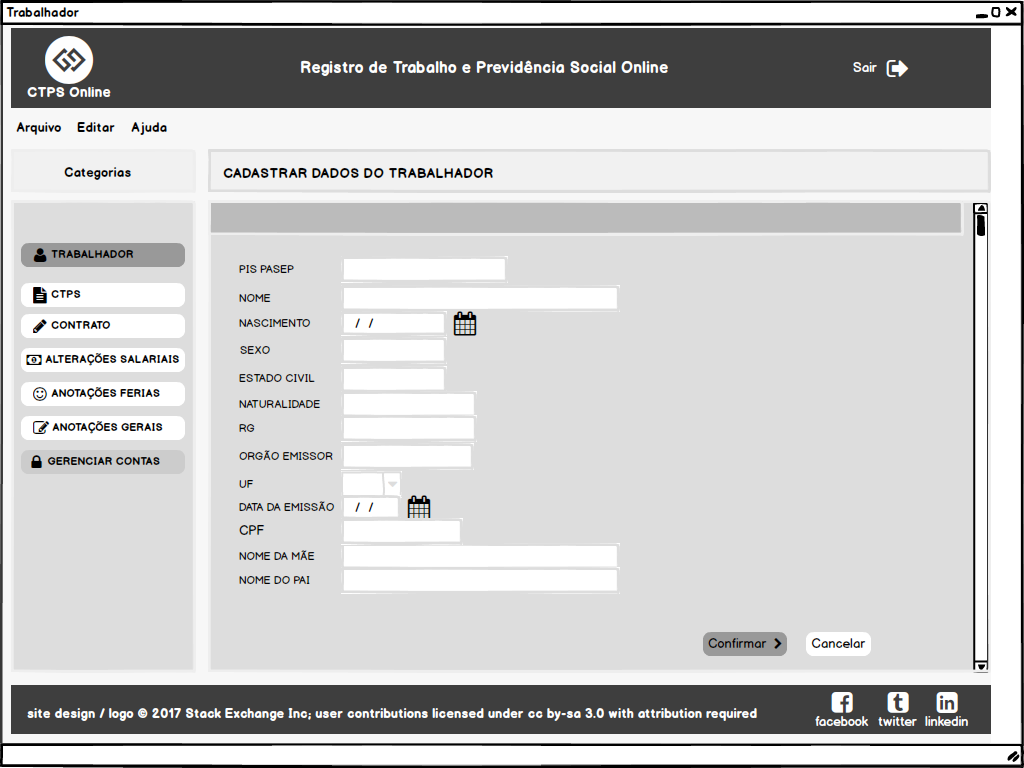 Trabalhador
CTPS Online
Registro de Trabalho e Previdência Social Online
Sair
Arquivo Editar Ajuda
Categorias
CADASTRAR DADOS DO TRABALHADOR
TRABALHADOR
CTPS
CONTRATO
ALTERAÇÕES SALARIAIS
ANOTAÇÕES FERIAS
ANOTAÇÕES GERAIS
GERENCIAR CONTAS
PIS PASEP
NOME
NASCIMENTO / /
SEXO
ESTADO CIVIL
NATURALIDADE
RG
ORGÃO EMISSOR
UF
DATA DA EMISSÃO / /
CPF
NOME DA MÃE
NOME DO PAI
Confirmar Cancelar
site design / logo © 2017 Stack Exchange Inc; user contributions licensed under cc by-sa 3.0 with attribution required
facebook twitter linkedin